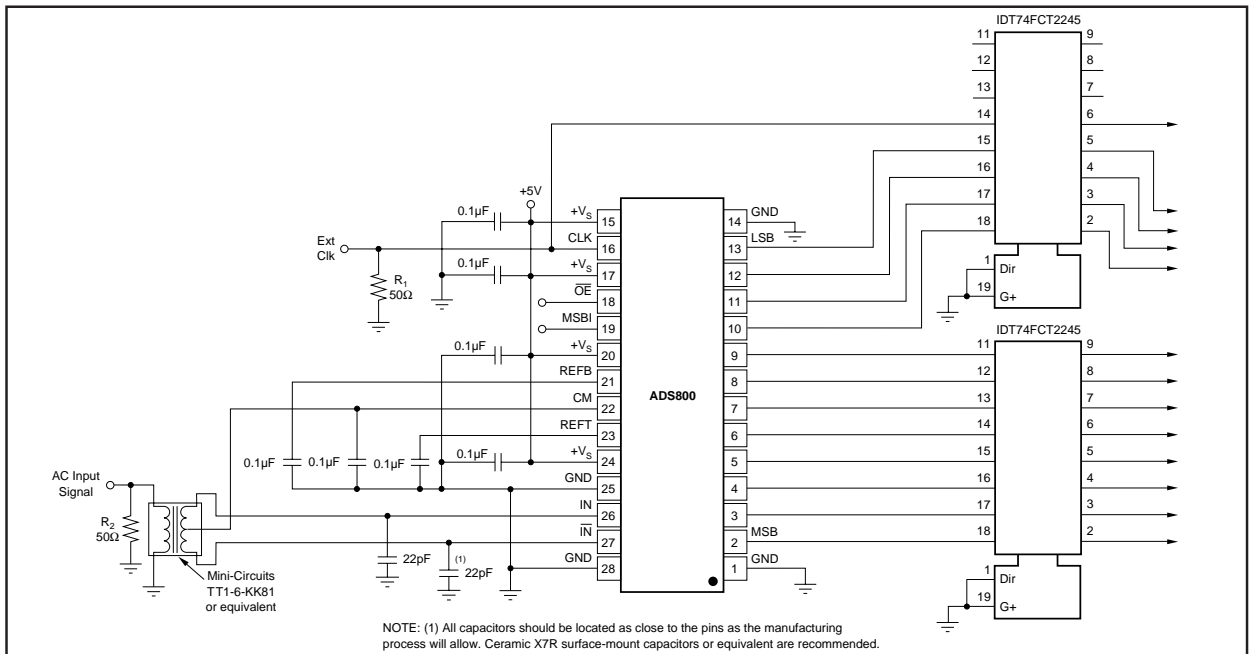 IDT74FCT2245
11 9
12 8
13 7
14 6
15 5
16 4
17 3
18 2
1 Dir
19 G+
+5V
0.1µF +VS 15 14 GND
Ext
Clk
CLK 16 13 LSB
0.1µF +VS 17 12
R1
50Ω
OE 18 11
MSBI 19 10
0.1µF +VS 20 9
REFB 21 8
CM 22 ADS800 7
REFT 23 6
0.1µF +VS 24 5
0.1µF 0.1µF 0.1µF
GND 25 4
IN 26 3
IN 27 2 MSB
GND 28 1 GND
AC Input
Signal
R2
50Ω
22pF
(1)
22pF
Mini-Circuits
TT1-6-KK81
or equivalent
IDT74FCT2245
11 9
12 8
13 7
14 6
15 5
16 4
17 3
18 2
1 Dir
19 G+
NOTE: (1) All capacitors should be located as close to the pins as the manufacturing
process will allow. Ceramic X7R surface-mount capacitors or equivalent are recommended.